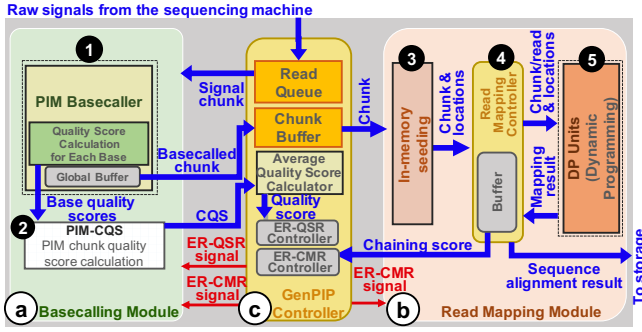 Raw signals from the sequencing machine
1
PIM Basecaller
Quality Score
Calculation
for Each Base
Global Buffer
Base quality
scores
2
PIM-CQS
PIM chunk quality
score calculation
a
Basecalling Module
Signal
chunk
Basecalled
chunk
CQS
ER-QSR
signal
ER-CMR
signal
Read
Queue
Chunk
Buffer
Average
Quality Score
Calculator
Quality
score
ER-QSR
Controller
ER-CMR
Controller
c
GenPIP
Controller
Chunk
3
In-memory
seeding
Chunk &
locations
4
Read
Mapping
Controller
Buffer
Chunk/read
& locations
Mapping
result
5
DP Units
(Dynamic
Programming)
Chaining score
ER-CMR
signal
Sequence
alignment result
To storage
b
Read Mapping Module